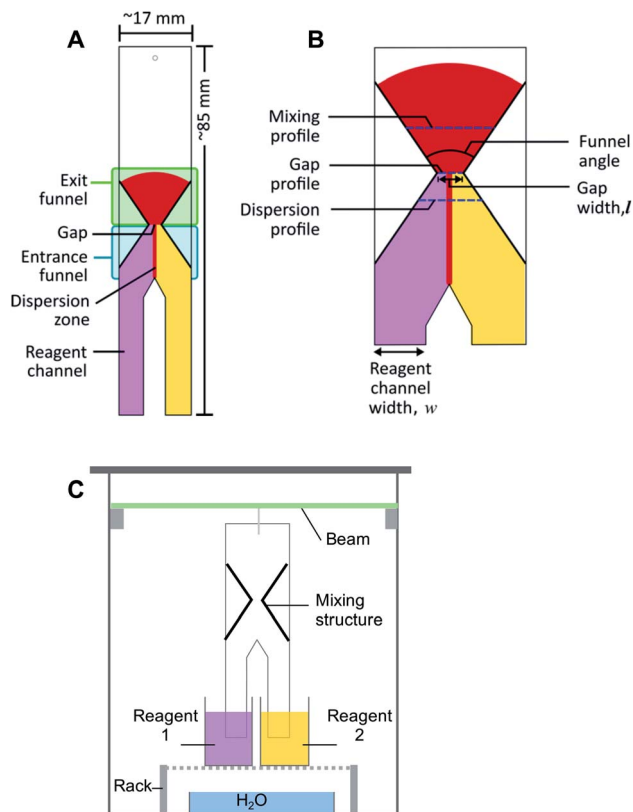 ~17 mm
A
~85 mm
Exit
funnel
Gap
Entrance
funnel
Dispersion
zone
Reagent
channel
B
Mixing
profile
Gap
profile
Dispersion
profile
Funnel
angle
Gap
width,l
Reagent
channel
width, w
C
Beam
Mixing
structure
Reagent
1
Reagent
2
Rack
H₂O